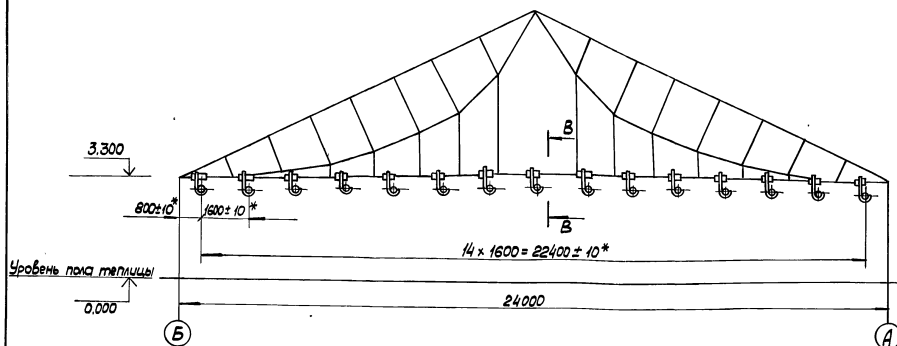 В
3.300
В
800±10*
1600±10*
14 × 1600 = 22400 ± 10*
Уровень пола теплицы
0,000
24000
Б
А